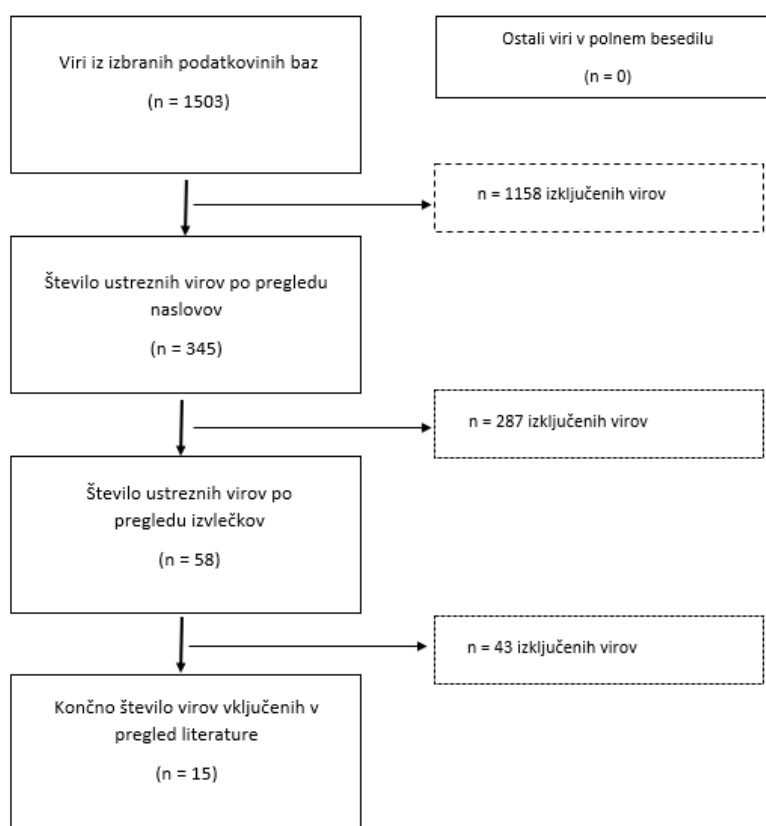 Viri iz izbranih podatkovinih baz
(n = 1503)
Ostali viri v polnem besedilu
(n = 0)
n = 1158 izključenih virov
Število ustreznih virov po pregledu
naslovov
(n = 345)
n = 287 izključenih virov
Število ustreznih virov po
pregledu izvlečkov
(n = 58)
n = 43 izključenih virov
Končno število virov vključenih v
pregled literature
(n = 15)